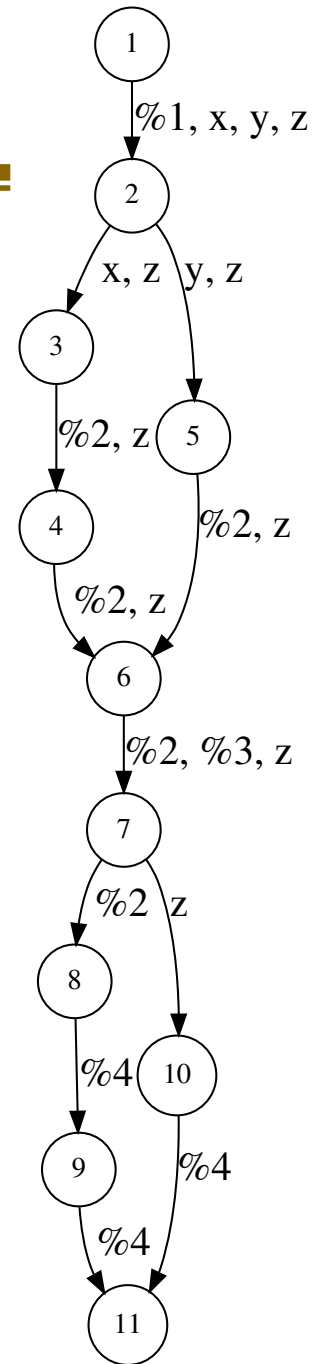 1
%1, x, y, z
2
x, z
y, z
3
5
%2, z
4
%2, z
%2, z
6
%2, %3, z
7
%2
z
8
10
%4
9
%4
%4
11